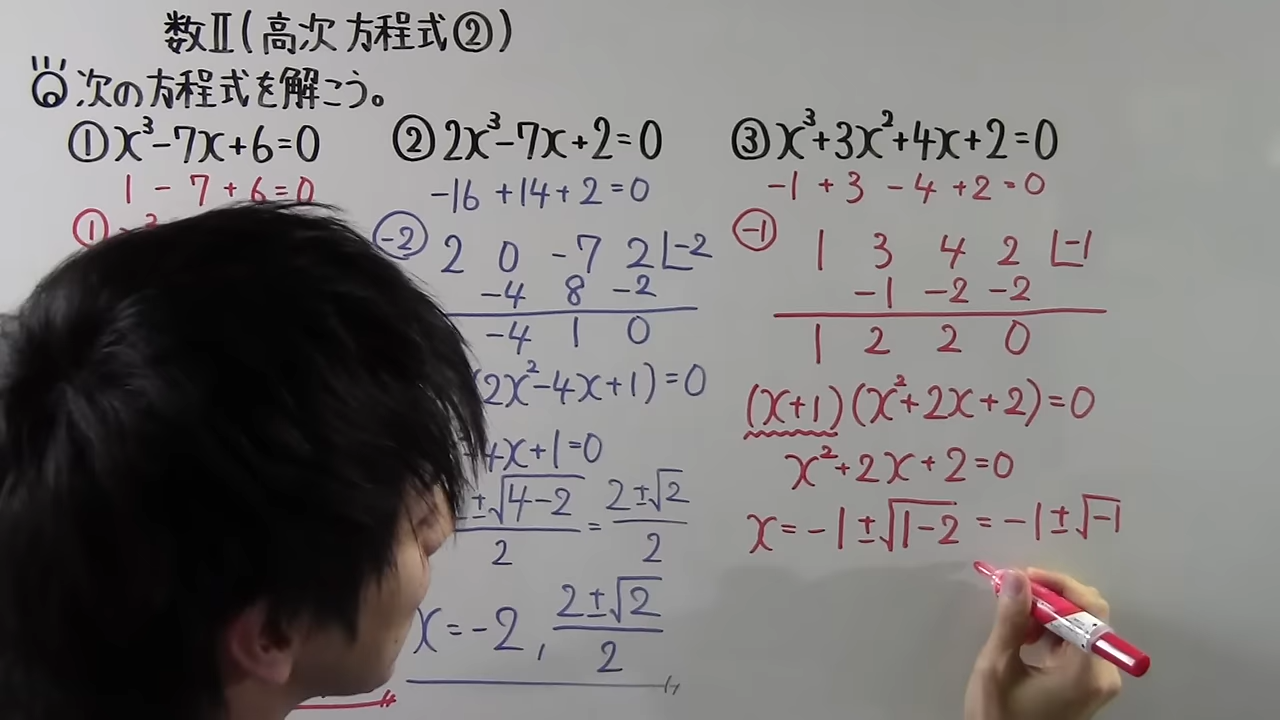 数Ⅱ(高次方程式②)
次の方程式を解こう。
①x³-7x+6=0
1-7+6=0
①
②2x³-7x+2=0
-16+14+2=0
-2 2 0 -7 2 -2
-4 8 -2
-4 1 0
(2x²-4x+1)=0
4x+1=0
±√4-2 / 2 = 2±√2 / 2
x=-2, 2±√2 / 2
③x³+3x²+4x+2=0
-1+3-4+2=0
-1 1 3 4 2 -1
-1 -2 -2
1 2 2 0
(x+1)(x²+2x+2)=0
x²+2x+2=0
x=-1±√1-2=-1±√-1